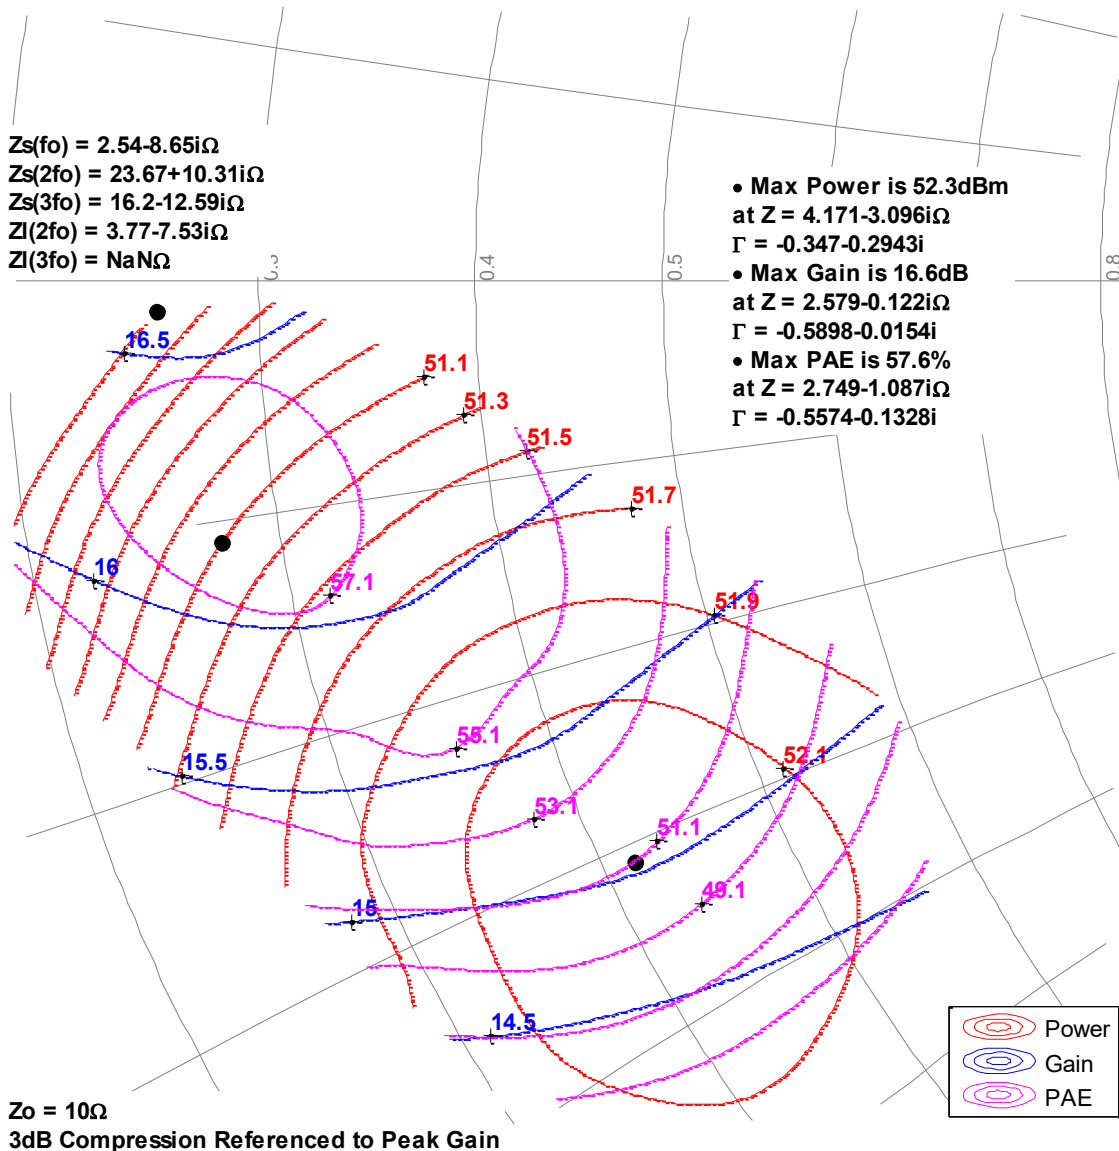 Zs(fo) = 2.54-8.65iΩ
Zs(2fo) = 23.67+10.31iΩ
Zs(3fo) = 16.2-12.59iΩ
Zl(2fo) = 3.77-7.53iΩ
Zl(3fo) = NaNΩ
• Max Power is 52.3dBm
at Z = 4.171-3.096iΩ
Γ = -0.347-0.2943i
• Max Gain is 16.6dB
at Z = 2.579-0.122iΩ
Γ = -0.5898-0.0154i
• Max PAE is 57.6%
at Z = 2.749-1.087iΩ
Γ = -0.5574-0.1328i
0.4
0.5
0.8
16.5
51.1
51.3
51.5
51.7
16
57.1
51.9
55.1
15.5
52.1
53.1
51.1
49.1
15
14.5
Power
Gain
PAE
Zo = 10Ω
3dB Compression Referenced to Peak Gain